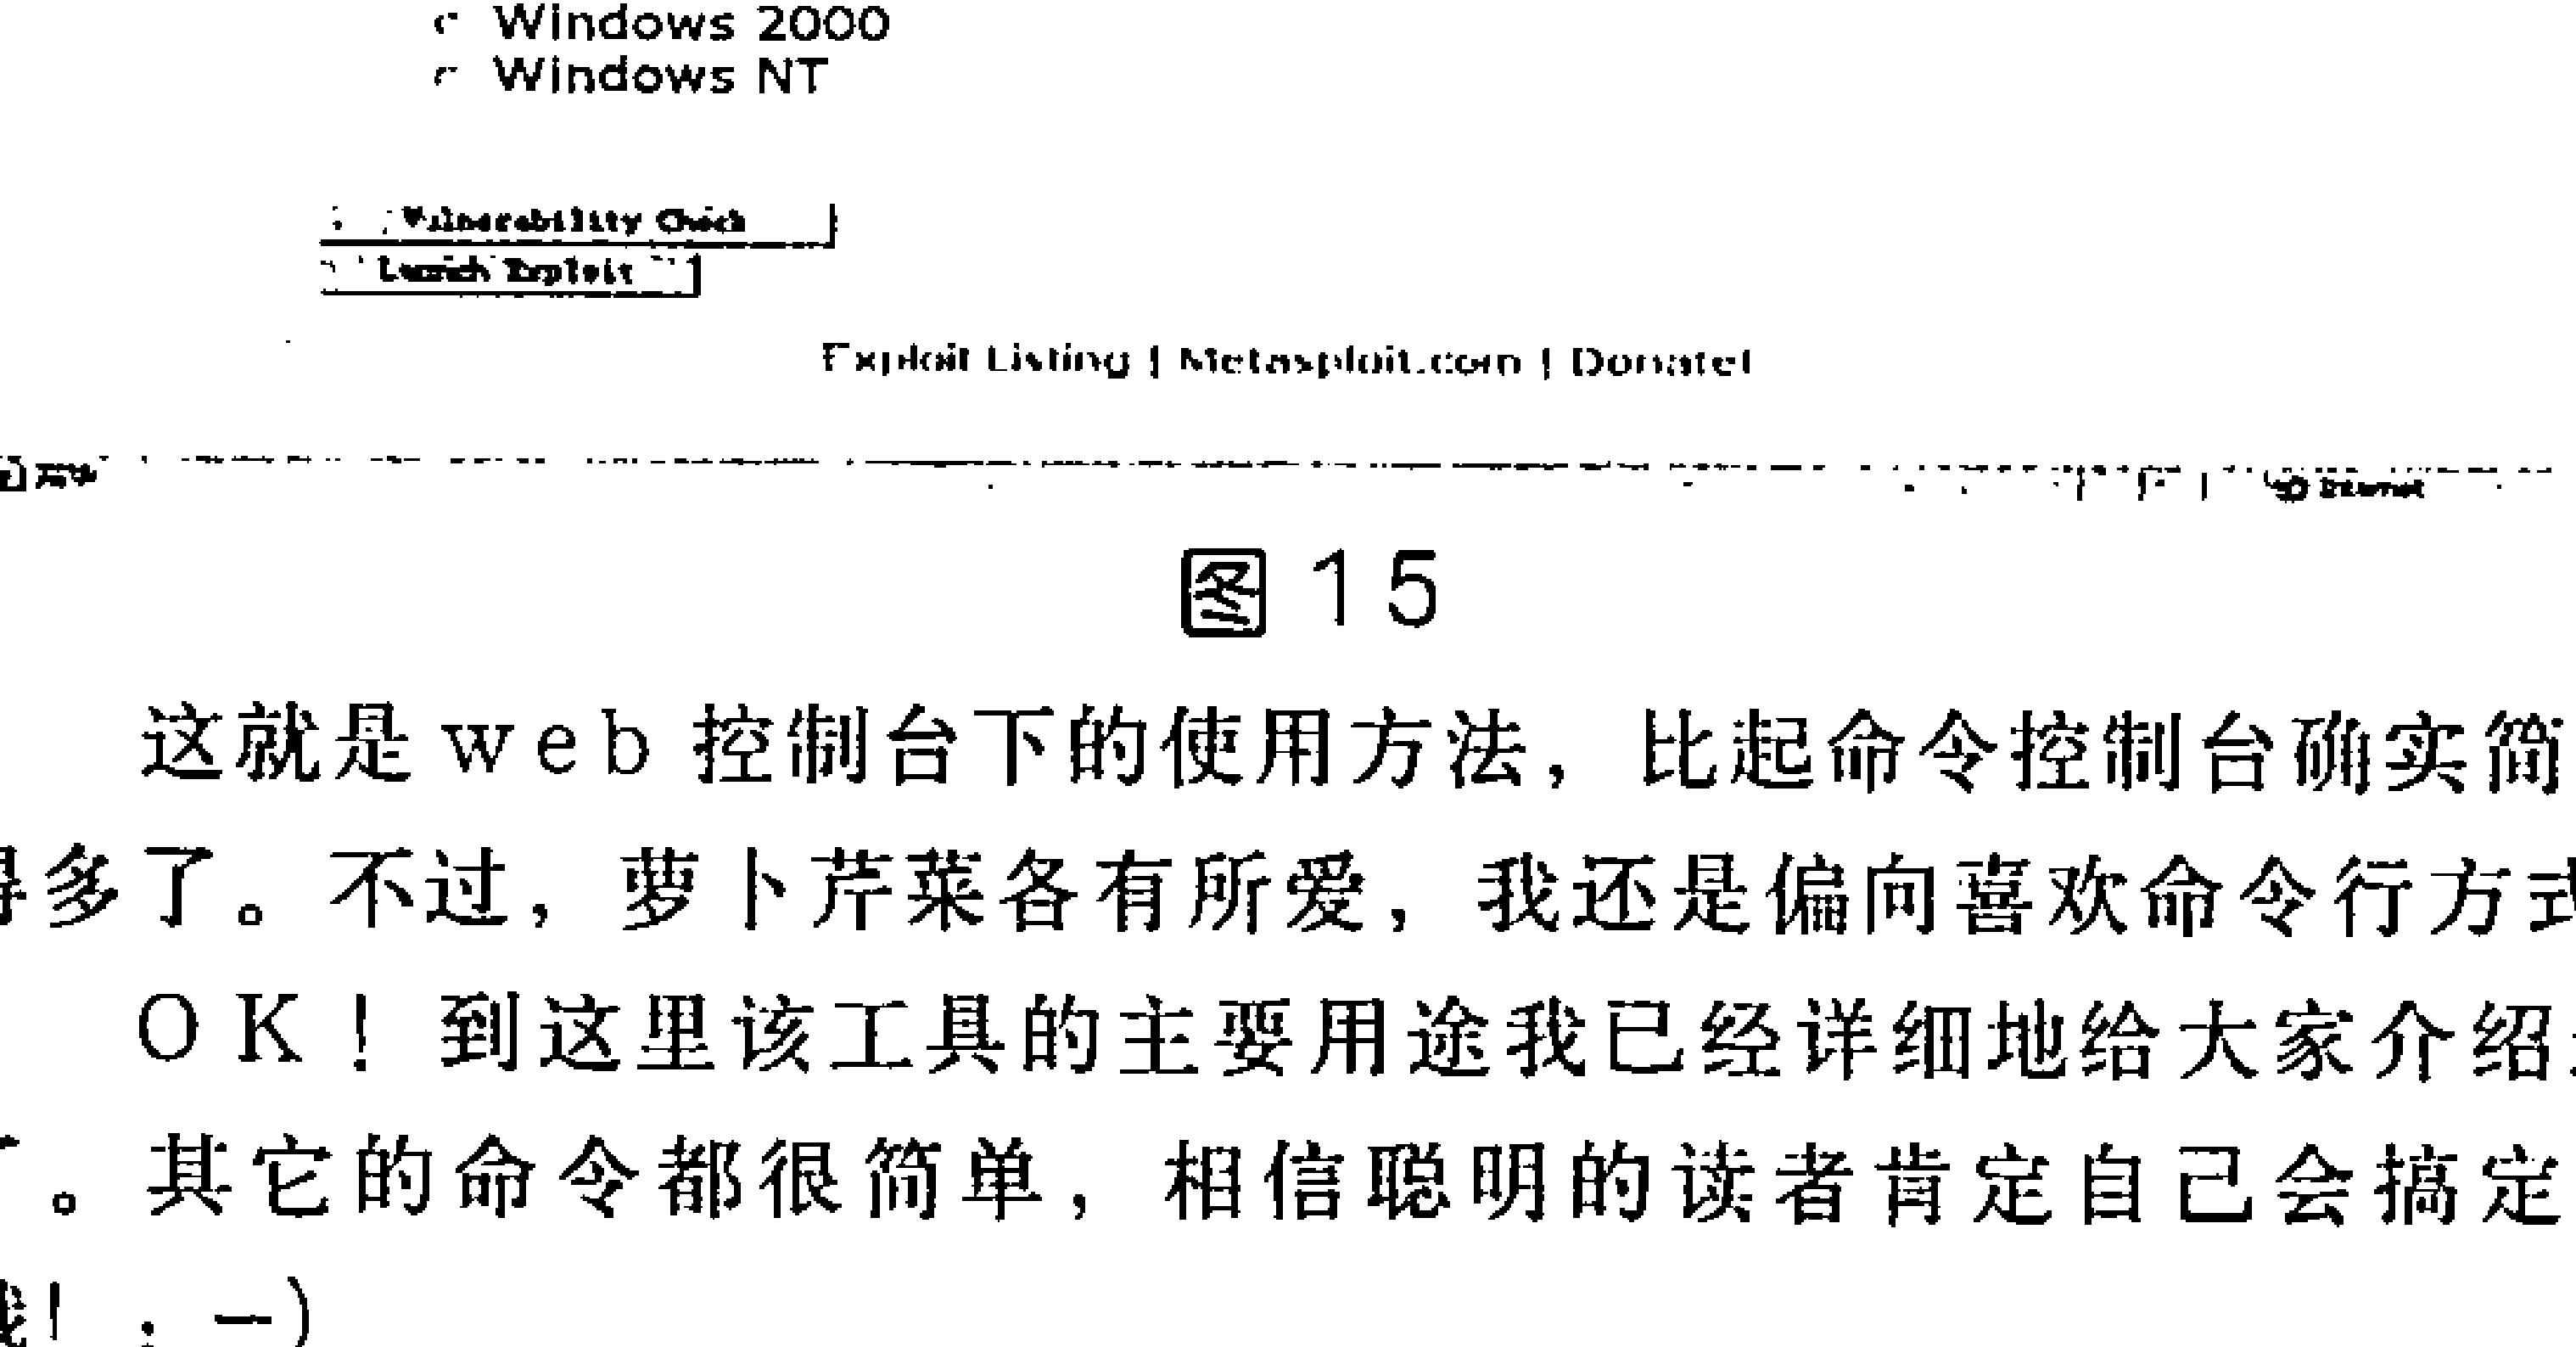 Windows 2000
Windows NT
Vulnerability Check
Launch Exploit
Exploit Listing | Metasploit.com | Donate!
Internet
图 15
这就是 web 控制台下的使用方法，比起命令控制台确实简
得多了。不过，萝卜芹菜各有所爱，我还是偏向喜欢命令行方式
OK！到这里该工具的主要用途我已经详细地给大家介绍
了。其它的命令都很简单，相信聪明的读者肯定自己会搞定
哦！：—)